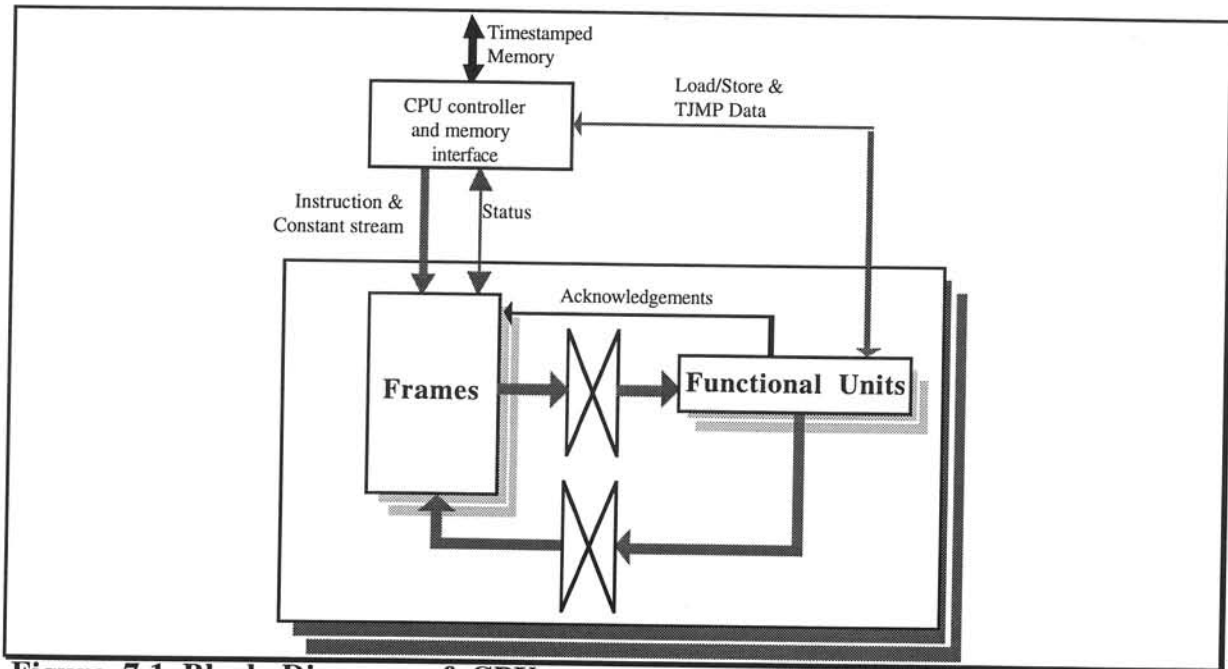 Timestamped
Memory
CPU controller
and memory
interface
Load/Store &
TJMP Data
Instruction &
Constant stream
Status
Acknowledgements
Frames
Functional Units
Figure 7.1 Block Diagram of CPU